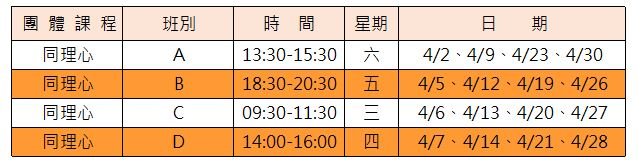 團 體 課 程 班別 時 間 星期 日 期
同理心 A 13:30-15:30 六 4/2、4/9、4/23、4/30
同理心 B 18:30-20:30 五 4/5、4/12、4/19、4/26
同理心 C 09:30-11:30 三 4/6、4/13、4/20、4/27
同理心 D 14:00-16:00 四 4/7、4/14、4/21、4/28